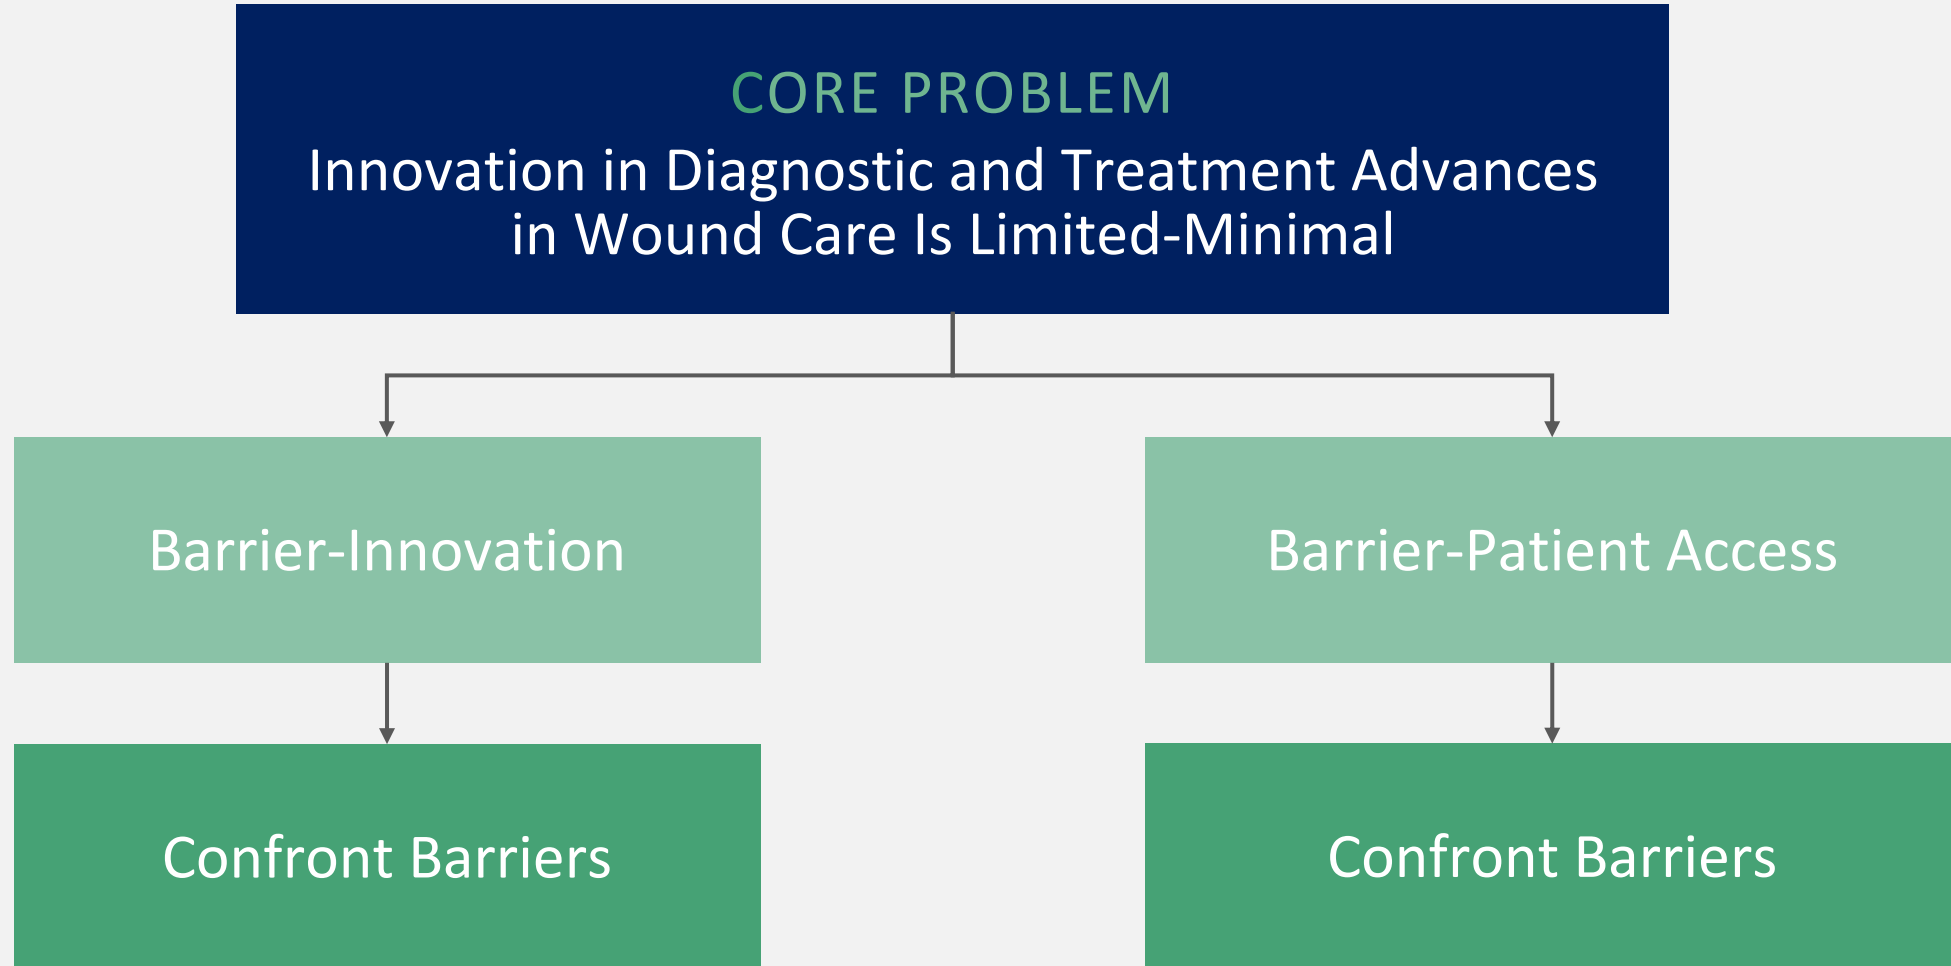 CORE PROBLEM
Innovation in Diagnostic and Treatment Advances
in Wound Care Is Limited-Minimal
Barrier-Innovation
Barrier-Patient Access
Confront Barriers
Confront Barriers